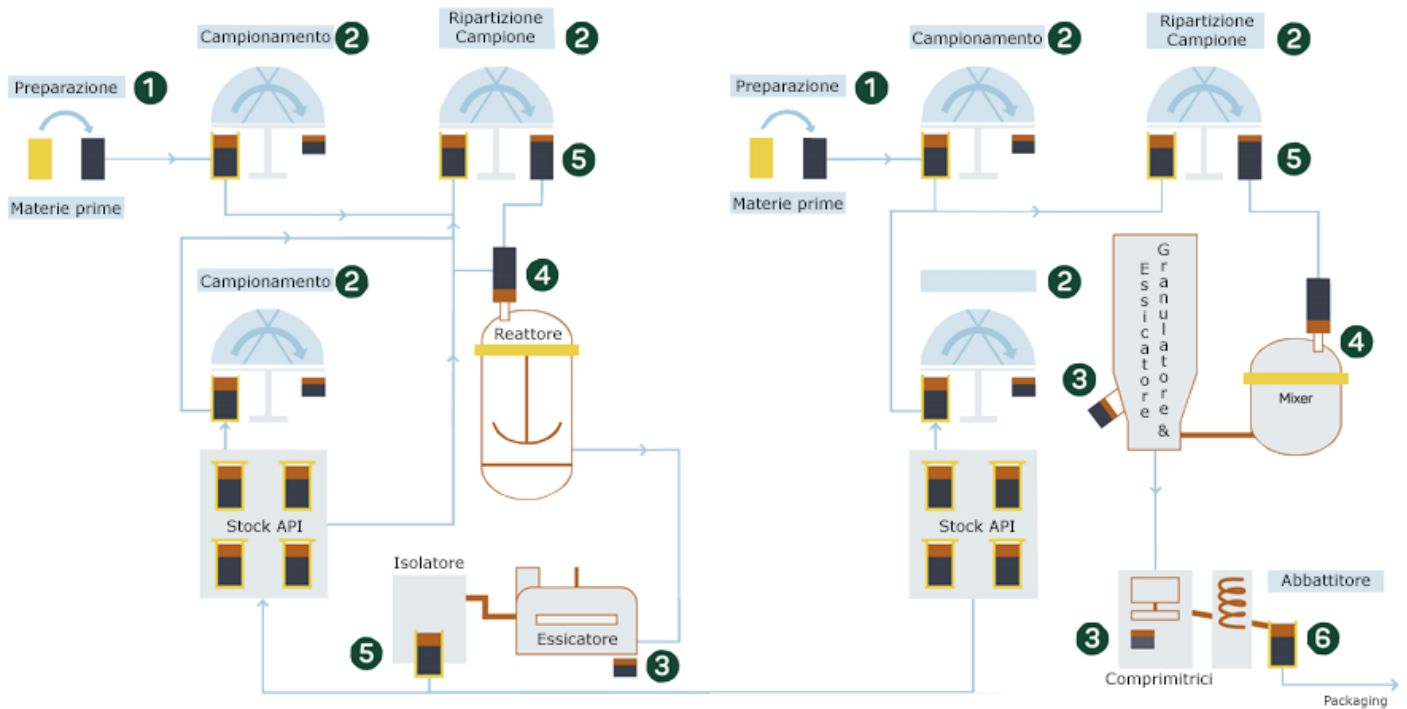 Campionamento 2
Ripartizione
Campione 2
Preparazione 1
5
Materie prime
Campionamento 2
4
Reattore
Stock API
Isolatore
Essicatore
5
3
Campionamento 2
Ripartizione
Campione 2
Preparazione 1
5
Materie prime
2
Essicatore
Granulatore &
3
4
Mixer
Stock API
Abbattitore
3
6
Comprimitrici
Packaging